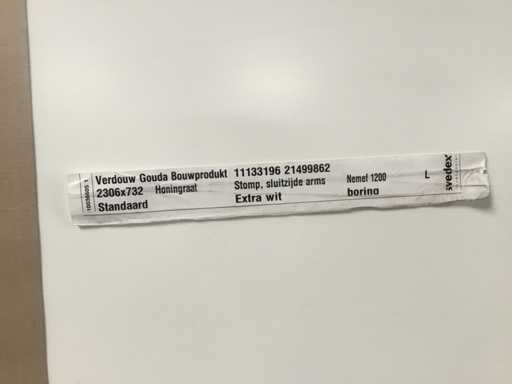 Verdouw Gouda Bouwprodukt 11133196 21499862
2306x732 Honingraat Stomp, sluitzijde arms Nemef 1200 L
Standaard Extra wit boring
svedex